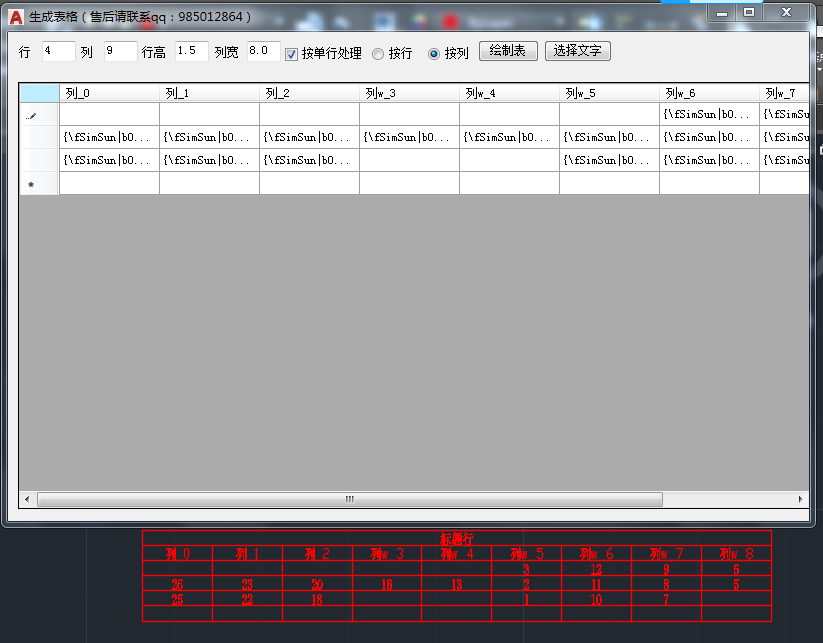 生成表格（售后请联系qq：985012864）
行 4 列 9 行高 1.5 列宽 8.0 按单行处理 按行 按列 绘制表 选择文字
列_0 列_1 列_2 列w_3 列w_4 列w_5 列w_6 列w_7
{\fSimSun|b0... {\fSimSu
{\fSimSun|b0... {\fSimSun|b0... {\fSimSun|b0... {\fSimSun|b0... {\fSimSun|b0... {\fSimSun|b0... {\fSimSun|b0... {\fSimSu
{\fSimSun|b0... {\fSimSun|b0... {\fSimSun|b0... {\fSimSun|b0... {\fSimSun|b0... {\fSimSu
标题行
列_0 列_1 列_2 列w_3 列w_4 列w_5 列w_6 列w_7 列w_8
3 12 9 6
26 23 20 16 13 2 11 8 5
25 22 18 1 10 7